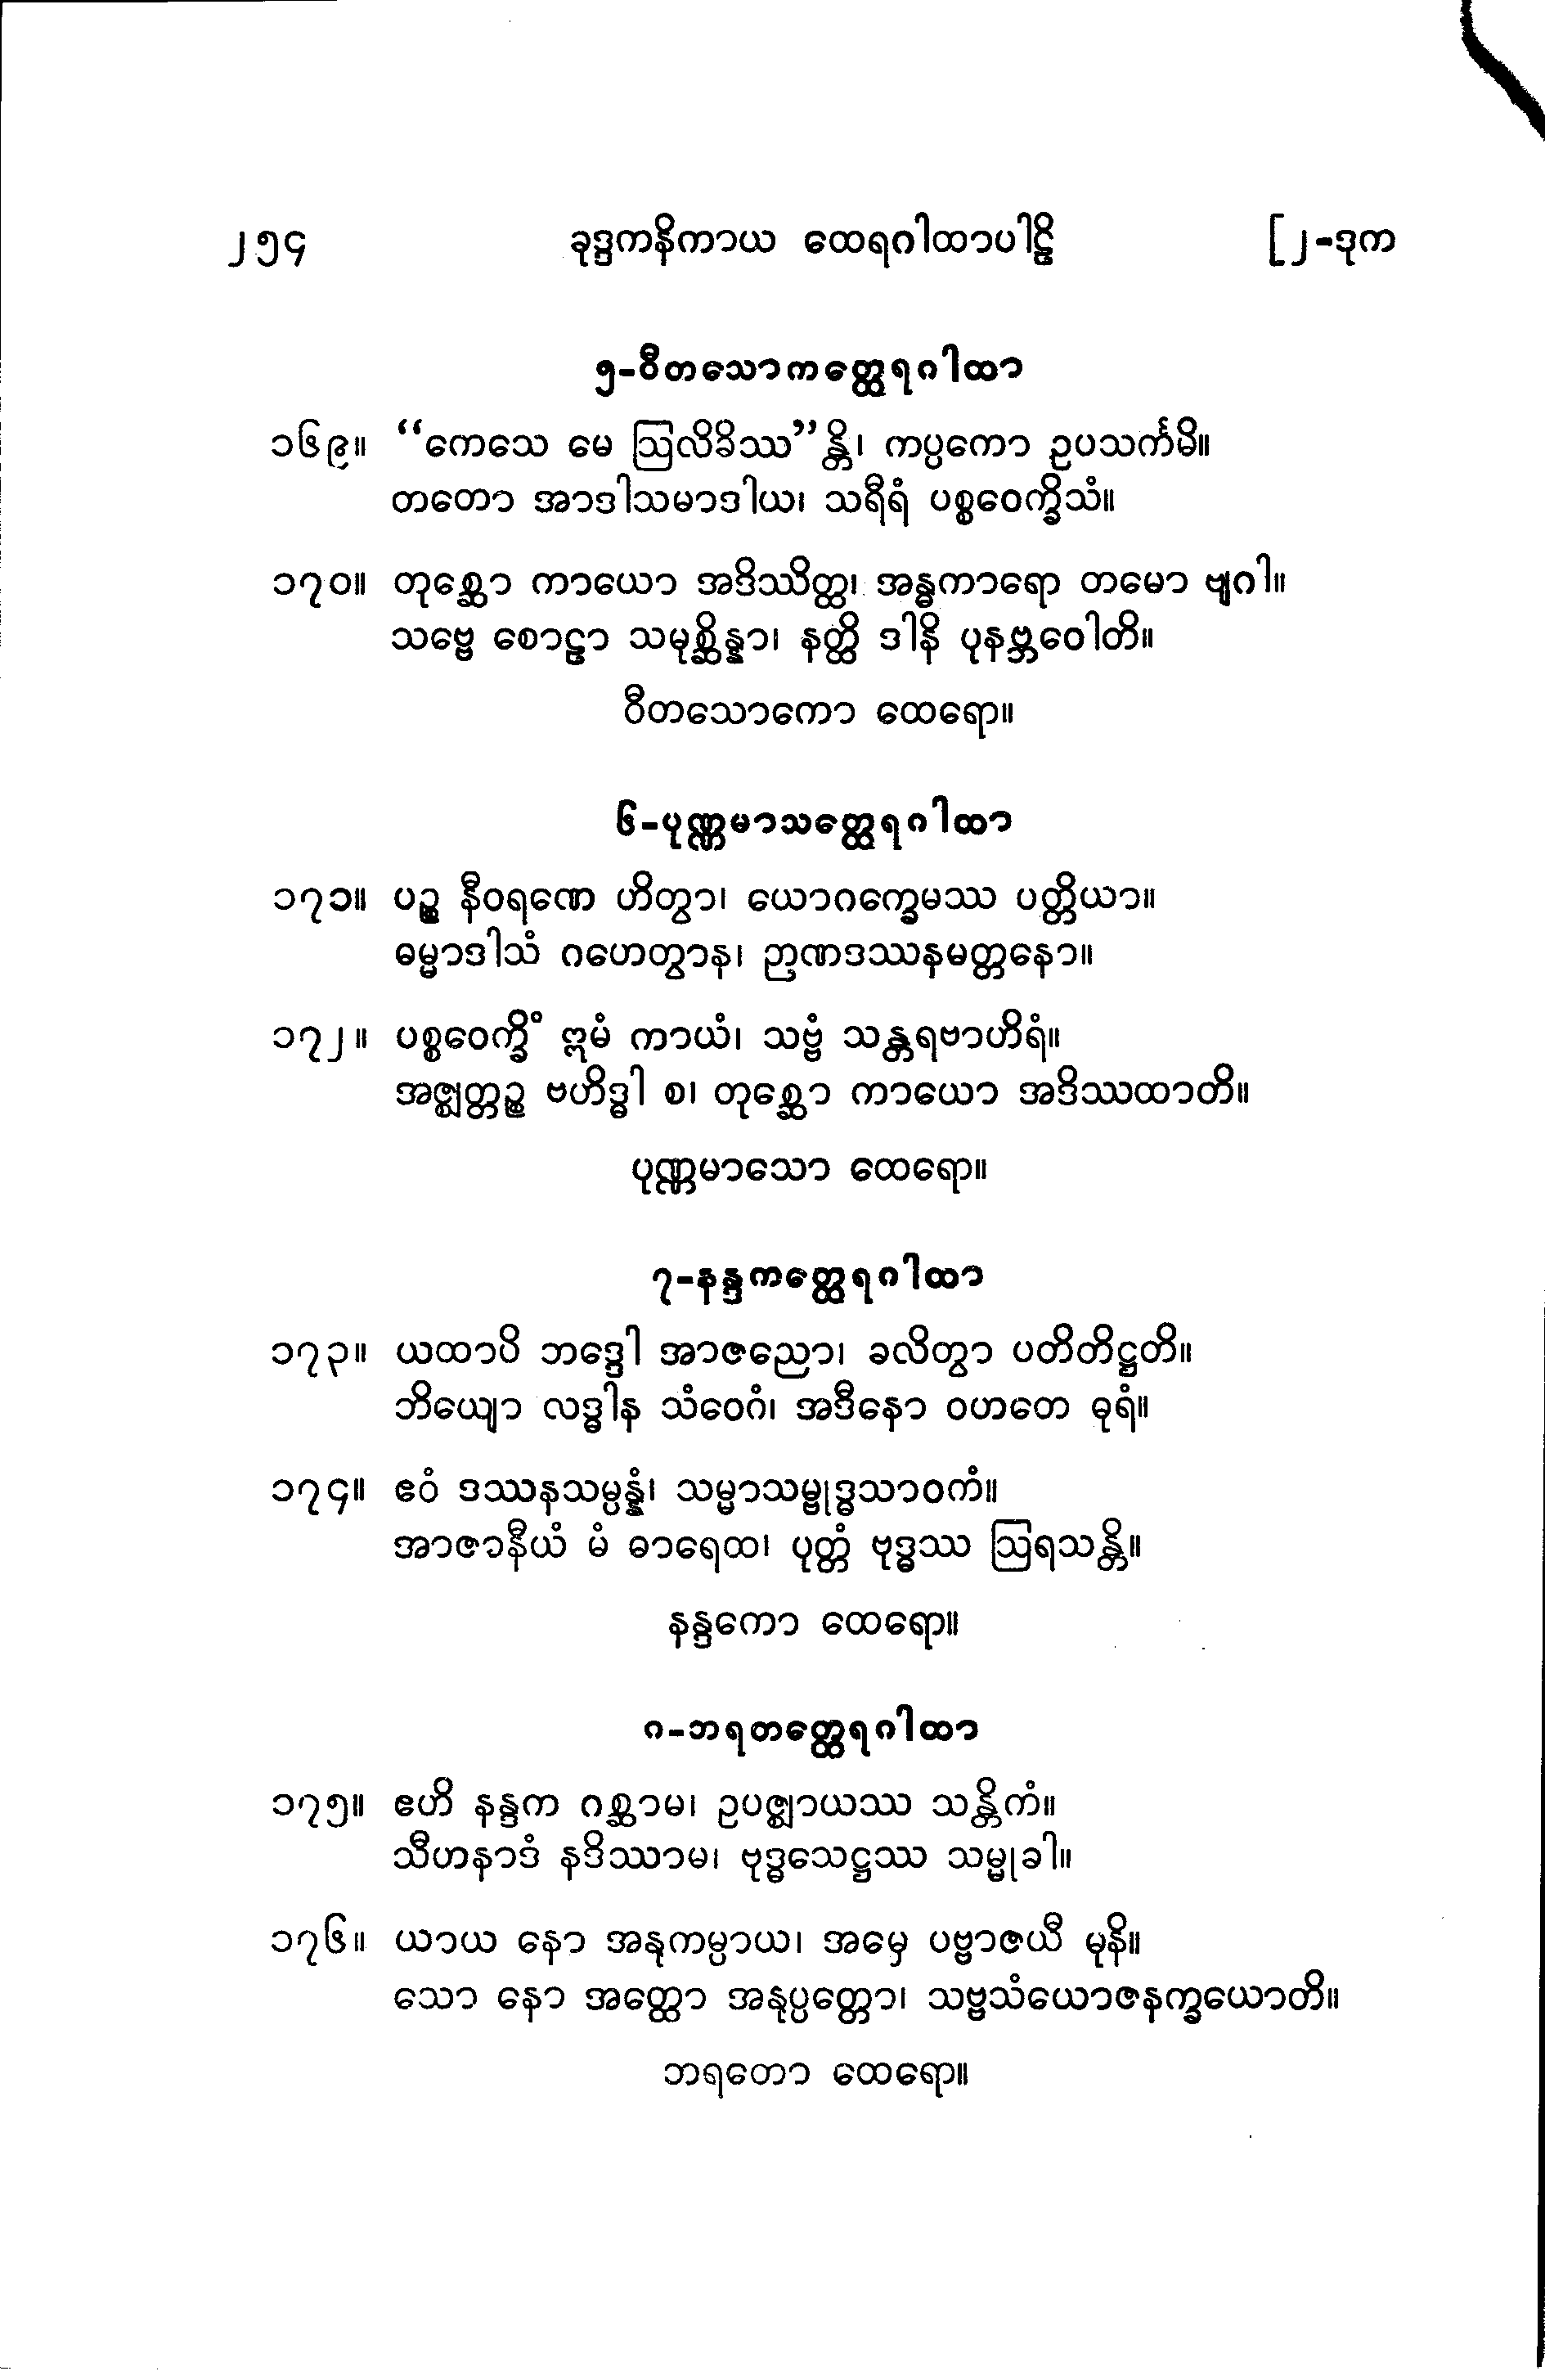 ၂၅၄ ခုဒ္ဒကနိကာယ ထေရဂါထာပါဠိ [၂-ဒုက
၅-ဝီတသောကတ္ထေရဂါထာ
၁၆၉။ “ကေသေ မေ ဩလိခိဿ”န္တိ၊ ကပ္ပကော ဥပသင်္ကမိ။
တတော အာဒါသမာဒါယ၊ သရီရံ ပစ္စဝေက္ခိသံ။
၁၇၀။ တုစ္ဆော ကာယော အဒိဿိတ္ထ၊ အန္ဓကာရော တမော ဗျဂါ။
သဗ္ဗေ စောဠာ သမုစ္ဆိန္နာ၊ နတ္ထိ ဒါနိ ပုနဗ္ဘဝေါတိ။
ဝီတသောကော ထေရော။
၆-ပုဏ္ဏမာသတ္ထေရဂါထာ
၁၇၁။ ပဉ္စ နီဝရဏေ ဟိတွာ၊ ယောဂက္ခေမဿ ပတ္တိယာ။
ဓမ္မာဒါသံ ဂဟေတွာန၊ ဉာဏဒဿနမတ္တနော။
၁၇၂။ ပစ္စဝေက္ခိံ ဣမံ ကာယံ၊ သဗ္ဗံ သန္တရဗာဟိရံ။
အဇ္ဈတ္တဉ္စ ဗဟိဒ္ဓါ စ၊ တုစ္ဆော ကာယော အဒိဿထာတိ။
ပုဏ္ဏမာသော ထေရော။
၇-နန္ဒကတ္ထေရဂါထာ
၁၇၃။ ယထာပိ ဘဒ္ဒေါ အာဇညော၊ ခလိတွာ ပတိတိဋ္ဌတိ။
ဘိယျော လဒ္ဓါန သံဝေဂံ၊ အဒီနော ဝဟတေ ဓုရံ။
၁၇၄။ ဧဝံ ဒဿနသမ္ပန္နံ၊ သမ္မာသမ္ဗုဒ္ဓသာဝကံ။
အာဇာနီယံ မံ ဓာရေထ၊ ပုတ္တံ ဗုဒ္ဓဿ ဩရသန္တိ။
နန္ဒကော ထေရော။
၈-ဘရတတ္ထေရဂါထာ
၁၇၅။ ဧဟိ နန္ဒက ဂစ္ဆာမ၊ ဥပဇ္ဈာယဿ သန္တိကံ။
သီဟနာဒံ နဒိဿာမ၊ ဗုဒ္ဓသေဋ္ဌဿ သမ္မုခါ။
၁၇၆။ ယာယ နော အနုကမ္ပာယ၊ အမှေ ပဗ္ဗာဇယီ မုနိ။
သော နော အတ္ထော အနုပ္ပတ္တော၊ သဗ္ဗသံယောဇနက္ခယောတိ။
ဘရတော ထေရော။